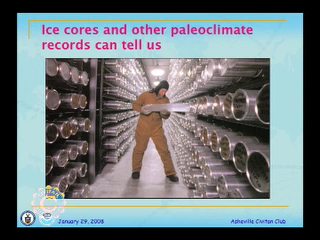 Ice cores and other paleoclimate
records can tell us
January 29, 2008
Asheville Civitan Club